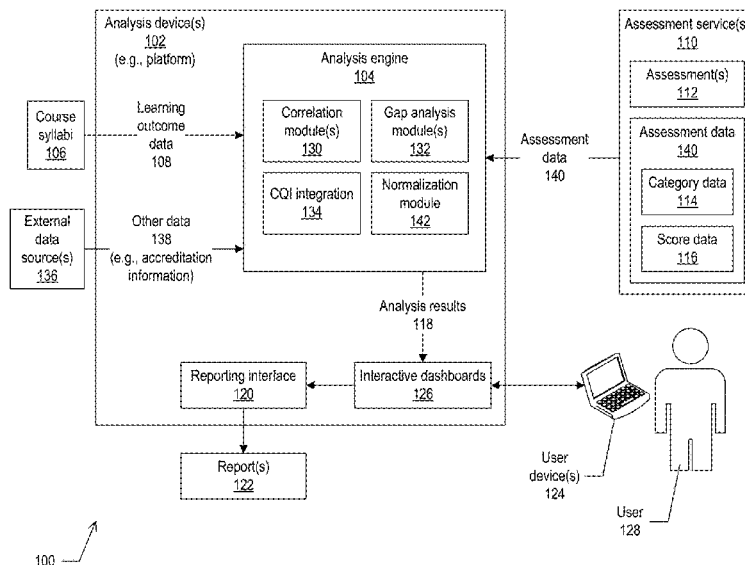 Analysis device(s)
102
(e.g., platform)
Analysis engine
104
Correlation
module(s)
130
Gap analysis
module(s)
132
CQI integration
134
Normalization
module
142
Course
syllabi
106
Learning
outcome
data
108
External
data
source(s)
136
Other data
138
(e.g., accreditation
information)
Assessment
data
140
Assessment service(s)
110
Assessment(s)
112
Assessment data
140
Category data
114
Score data
116
Analysis results
118
Reporting interface
120
Interactive dashboards
126
Report(s)
122
User
device(s)
124
User
128
100